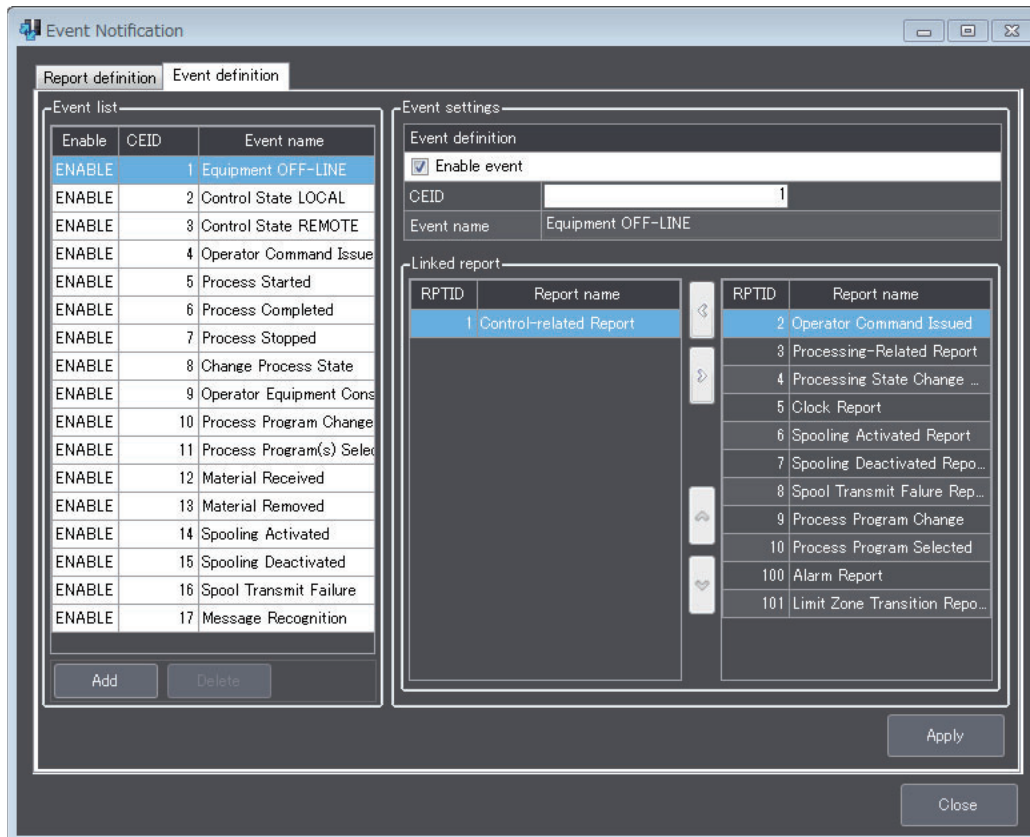 Event Notification
Report definition Event definition
Event list
Enable CEID Event name
ENABLE 1 Equipment OFF-LINE
ENABLE 2 Control State LOCAL
ENABLE 3 Control State REMOTE
ENABLE 4 Operator Command Issue
ENABLE 5 Process Started
ENABLE 6 Process Completed
ENABLE 7 Process Stopped
ENABLE 8 Change Process State
ENABLE 9 Operator Equipment Cons
ENABLE 10 Process Program Change
ENABLE 11 Process Program(s) Selec
ENABLE 12 Material Received
ENABLE 13 Material Removed
ENABLE 14 Spooling Activated
ENABLE 15 Spooling Deactivated
ENABLE 16 Spool Transmit Failure
ENABLE 17 Message Recognition
Add Delete
Event settings
Event definition
Enable event
CEID 1
Event name Equipment OFF-LINE
Linked report
RPTID Report name
1 Control-related Report
RPTID Report name
2 Operator Command Issued
3 Processing-Related Report
4 Processing State Change ...
5 Clock Report
6 Spooling Activated Report
7 Spooling Deactivated Repo...
8 Spool Transmit Falure Rep...
9 Process Program Change
10 Process Program Selected
100 Alarm Report
101 Limit Zone Transition Repo...
Apply
Close